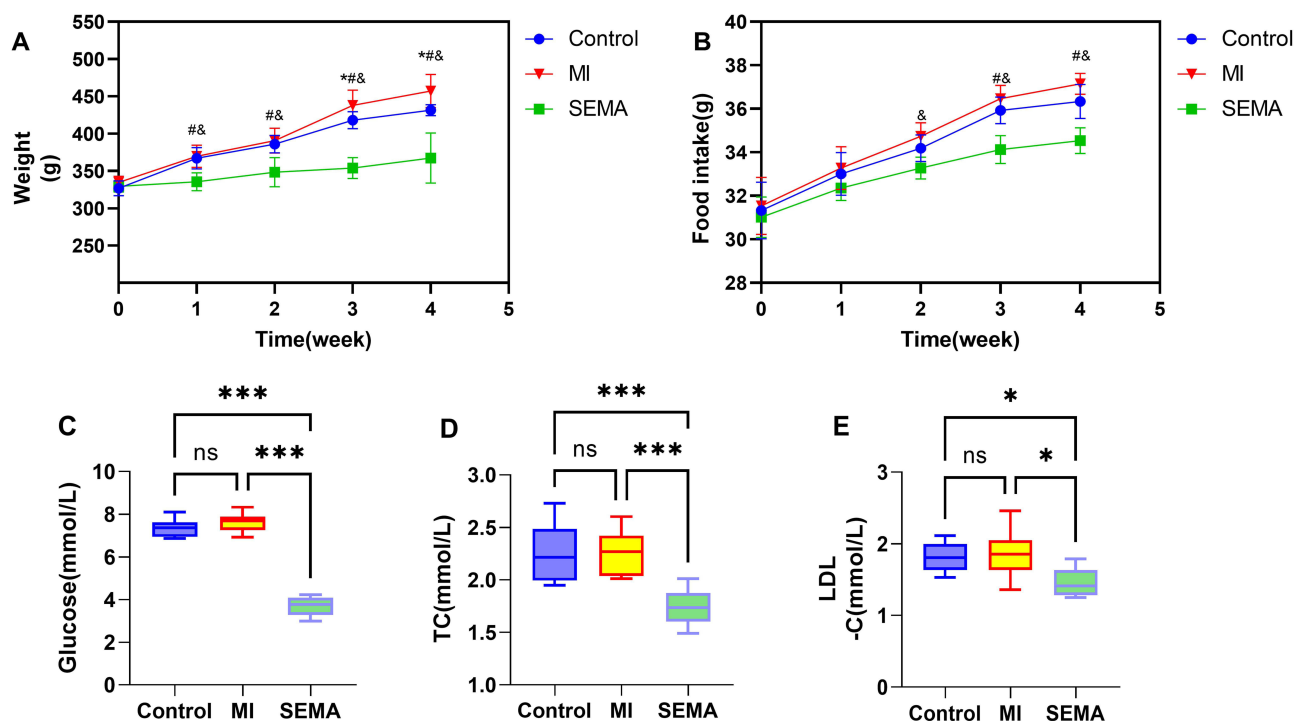 A
Weight
(g)
550
500
450
400
350
300
250
0
1
2
3
4
5
Time(week)
#&
#&
*#&
*#&
Control
MI
SEMA
B
Food intake(g)
40
38
36
34
32
30
28
0
1
2
3
4
5
Time(week)
&
#&
#&
Control
MI
SEMA
C
Glucose(mmol/L)
10
8
6
4
2
0
***
ns
***
Control
MI
SEMA
D
TC(mmol/L)
3.0
2.5
2.0
1.5
1.0
***
ns
***
Control
MI
SEMA
E
LDL
-C(mmol/L)
3
2
1
0
*
ns
*
Control
MI
SEMA